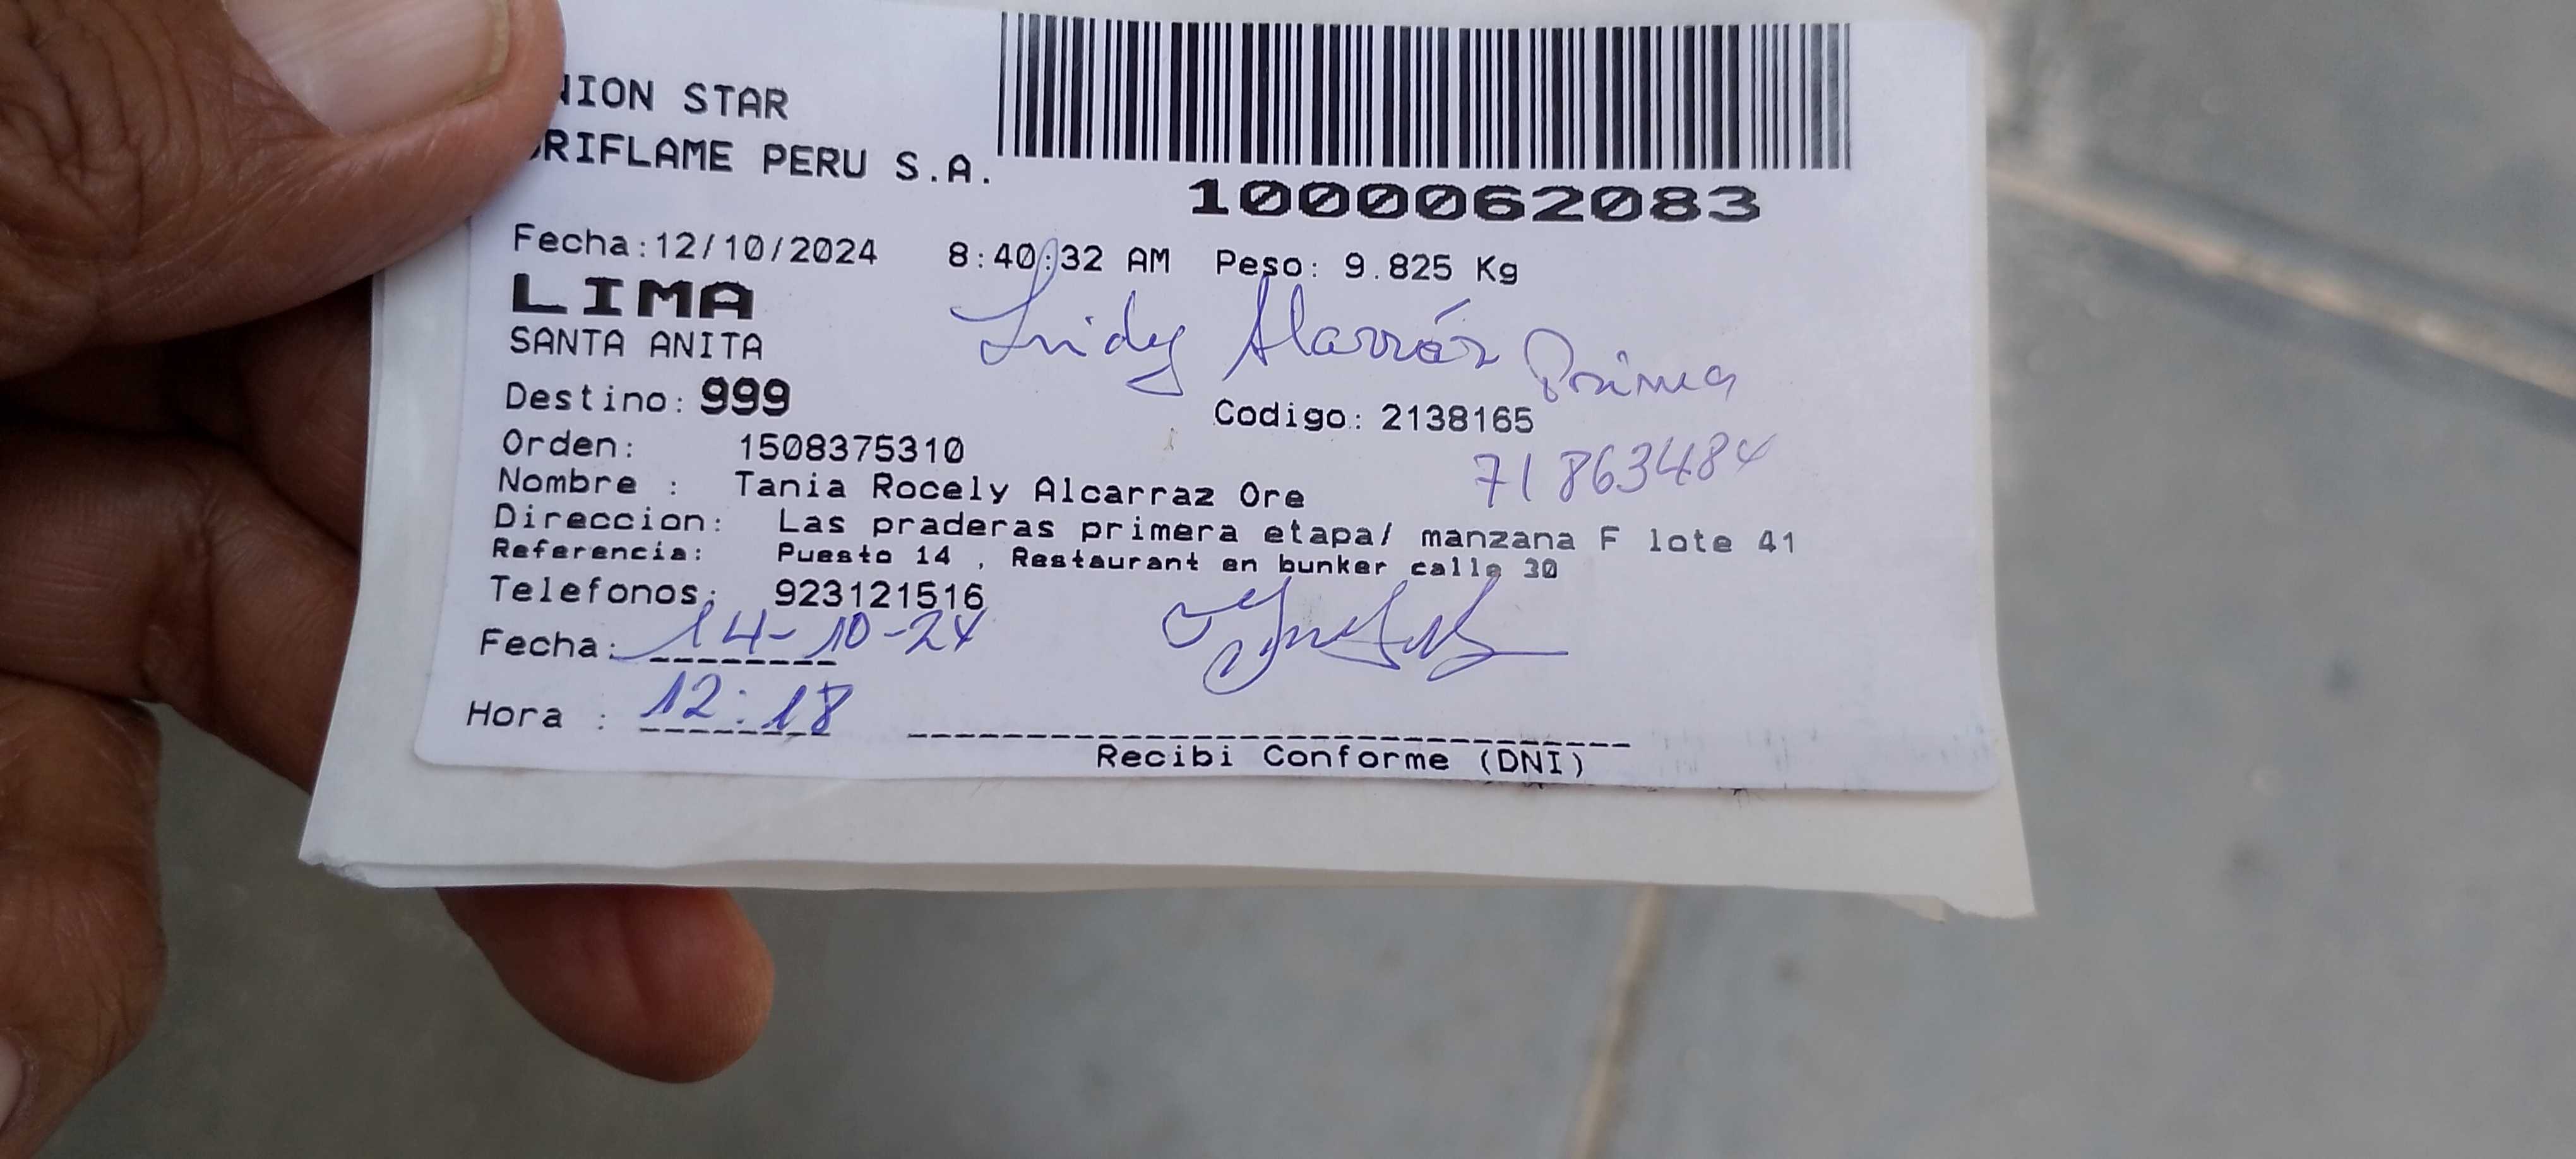 NION STAR
RIFLAME PERU S.A.
1000062083
Fecha:12/10/2024 8:40:32 AM Peso: 9.825 Kg
LIMA
SANTA ANITA
Prima
Destino: 999 Codigo: 2138165
Orden: 1508375310
71863484
Nombre : Tania Rocely Alcarraz Ore
Direccion: Las praderas primera etapa/ manzana F lote 41
Referencia: Puesto 14 , Restaurant en bunker calle 30
Telefonos: 923121516
Fecha: 14-10-24
Hora : 12:18
Recibi Conforme (DNI)